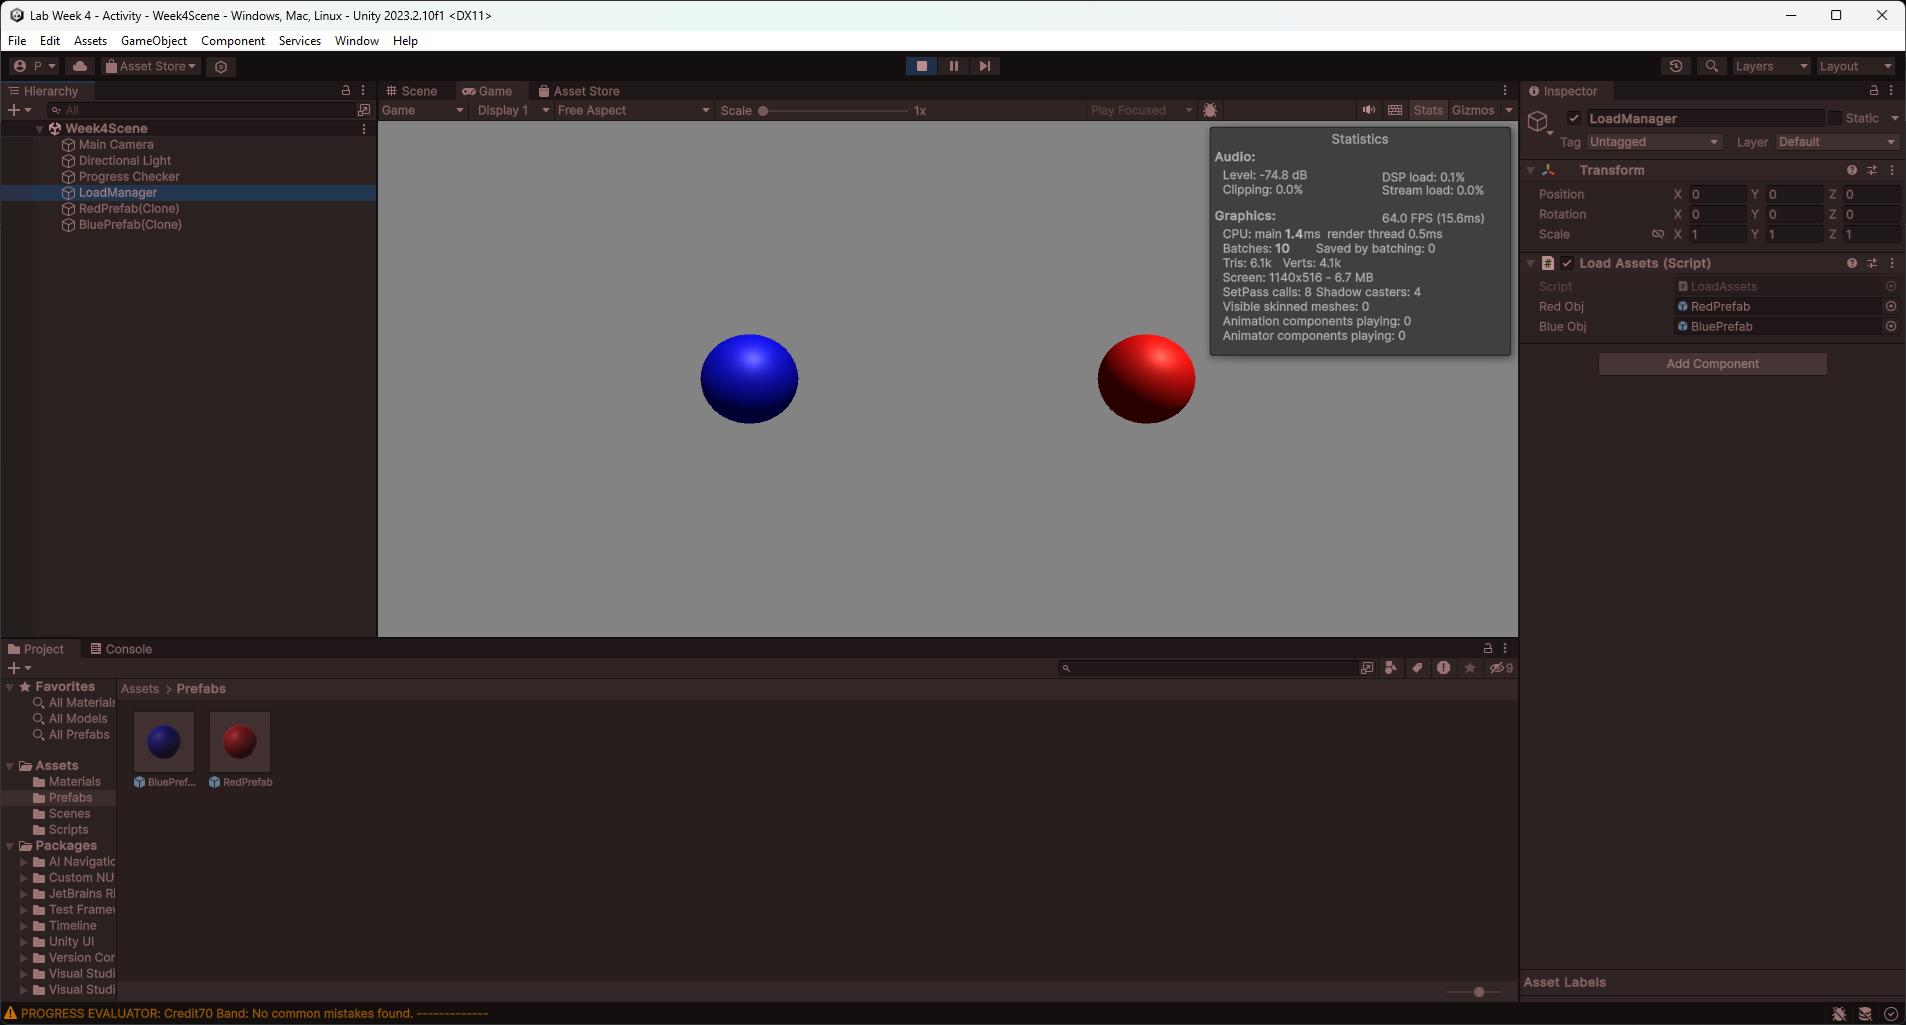 Lab Week 4 - Activity - Week4Scene - Windows, Mac, Linux - Unity 2023.2.10f1 <DX11>
File Edit Assets GameObject Component Services Window Help
P Asset Store Layers Layout
Hierarchy
All
Week4Scene
Main Camera
Directional Light
Progress Checker
LoadManager
RedPrefab(Clone)
BluePrefab(Clone)
Scene Game Asset Store
Game Display 1 Free Aspect Scale 1x Play Focused Stats Gizmos
Statistics
Audio:
Level: -74.8 dB DSP load: 0.1%
Clipping: 0.0% Stream load: 0.0%
Graphics: 64.0 FPS (15.6ms)
CPU: main 1.4ms render thread 0.5ms
Batches: 10 Saved by batching: 0
Tris: 6.1k Verts: 4.1k
Screen: 1140x516 - 6.7 MB
SetPass calls: 8 Shadow casters: 4
Visible skinned meshes: 0
Animation components playing: 0
Animator components playing: 0
Inspector
LoadManager Static
Tag Untagged Layer Default
Transform
Position X 0 Y 0 Z 0
Rotation X 0 Y 0 Z 0
Scale X 1 Y 1 Z 1
# Load Assets (Script)
Script LoadAssets
Red Obj RedPrefab
Blue Obj BluePrefab
Add Component
Asset Labels
Project Console
9
Favorites
All Materials
All Models
All Prefabs
Assets
Materials
Prefabs
Scenes
Scripts
Packages
AI Navigatio
Custom NU
JetBrains Ri
Test Framew
Timeline
Unity UI
Version Con
Visual Studi
Visual Studi
Assets > Prefabs
BluePref... RedPrefab
PROGRESS EVALUATOR: Credit70 Band: No common mistakes found. -------------